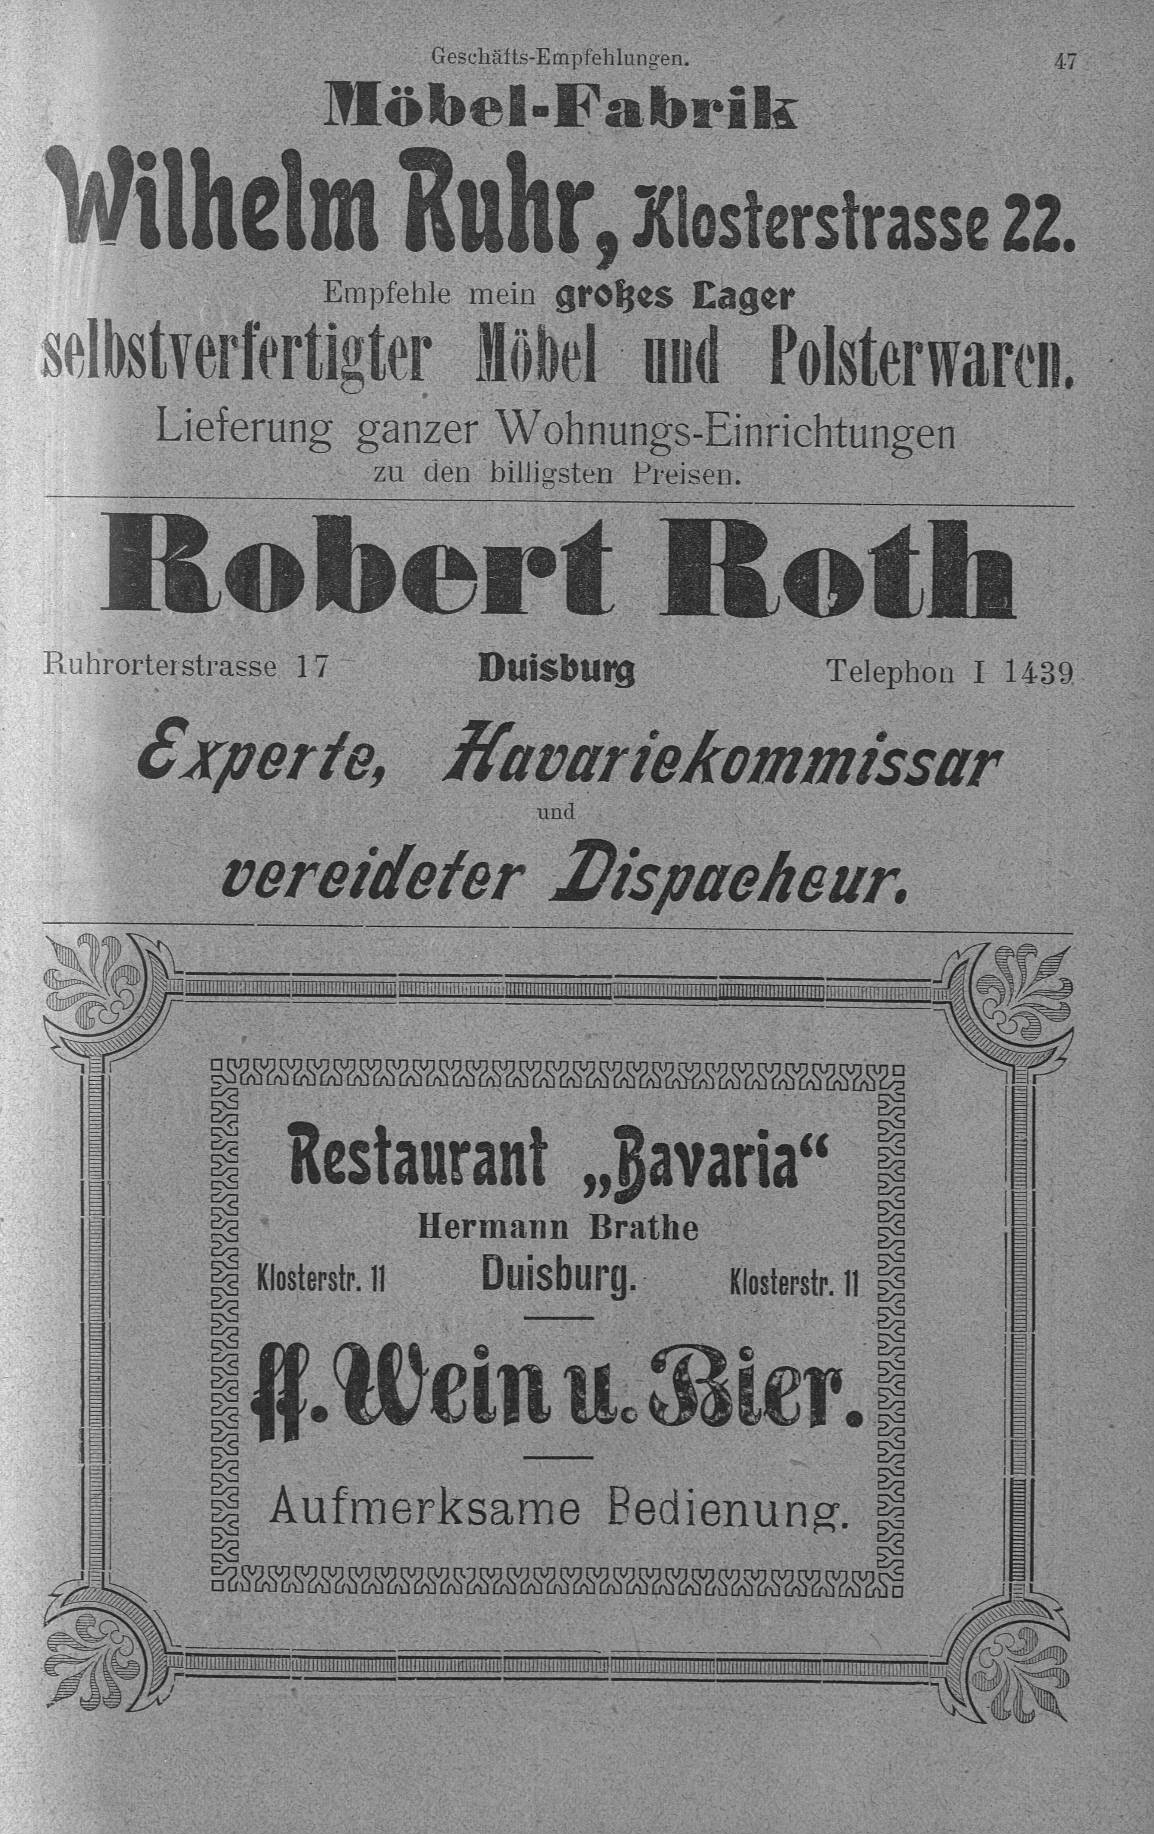 Geschäfts-Empfehlungen. 47
Möbel-Fabrik
Wilhelm Ruhr, Klosterstrasse 22.
Empfehle mein großes Lager
selbstverfertigter Möbel und Polsterwaren.
Lieferung ganzer Wohnungs-Einrichtungen
zu den billigsten Preisen.
Robert Roth
Ruhrorterstrasse 17 Duisburg Telephon I 1439
Experte, Havariekommissar
und
vereideter Dispacheur.
Restaurant „Bavaria“
Hermann Brathe
Klosterstr. 11 Duisburg. Klosterstr. 11
ff. Wein u. Bier.
Aufmerksame Bedienung.